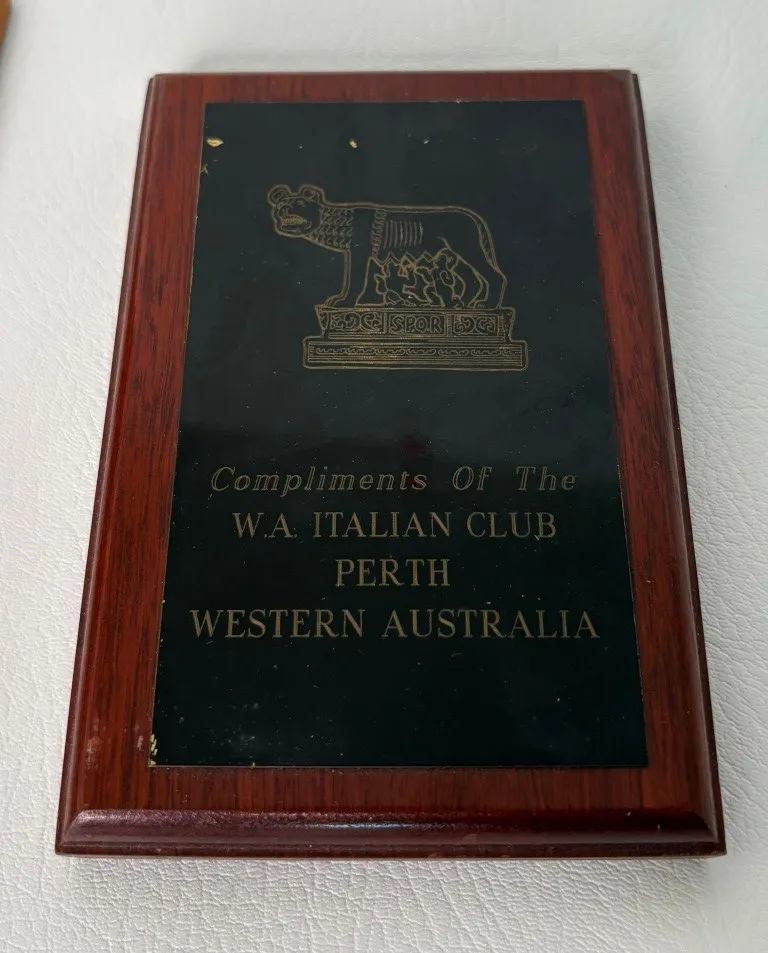 SPQR
Compliments Of The
W.A. ITALIAN CLUB
PERTH
WESTERN AUSTRALIA